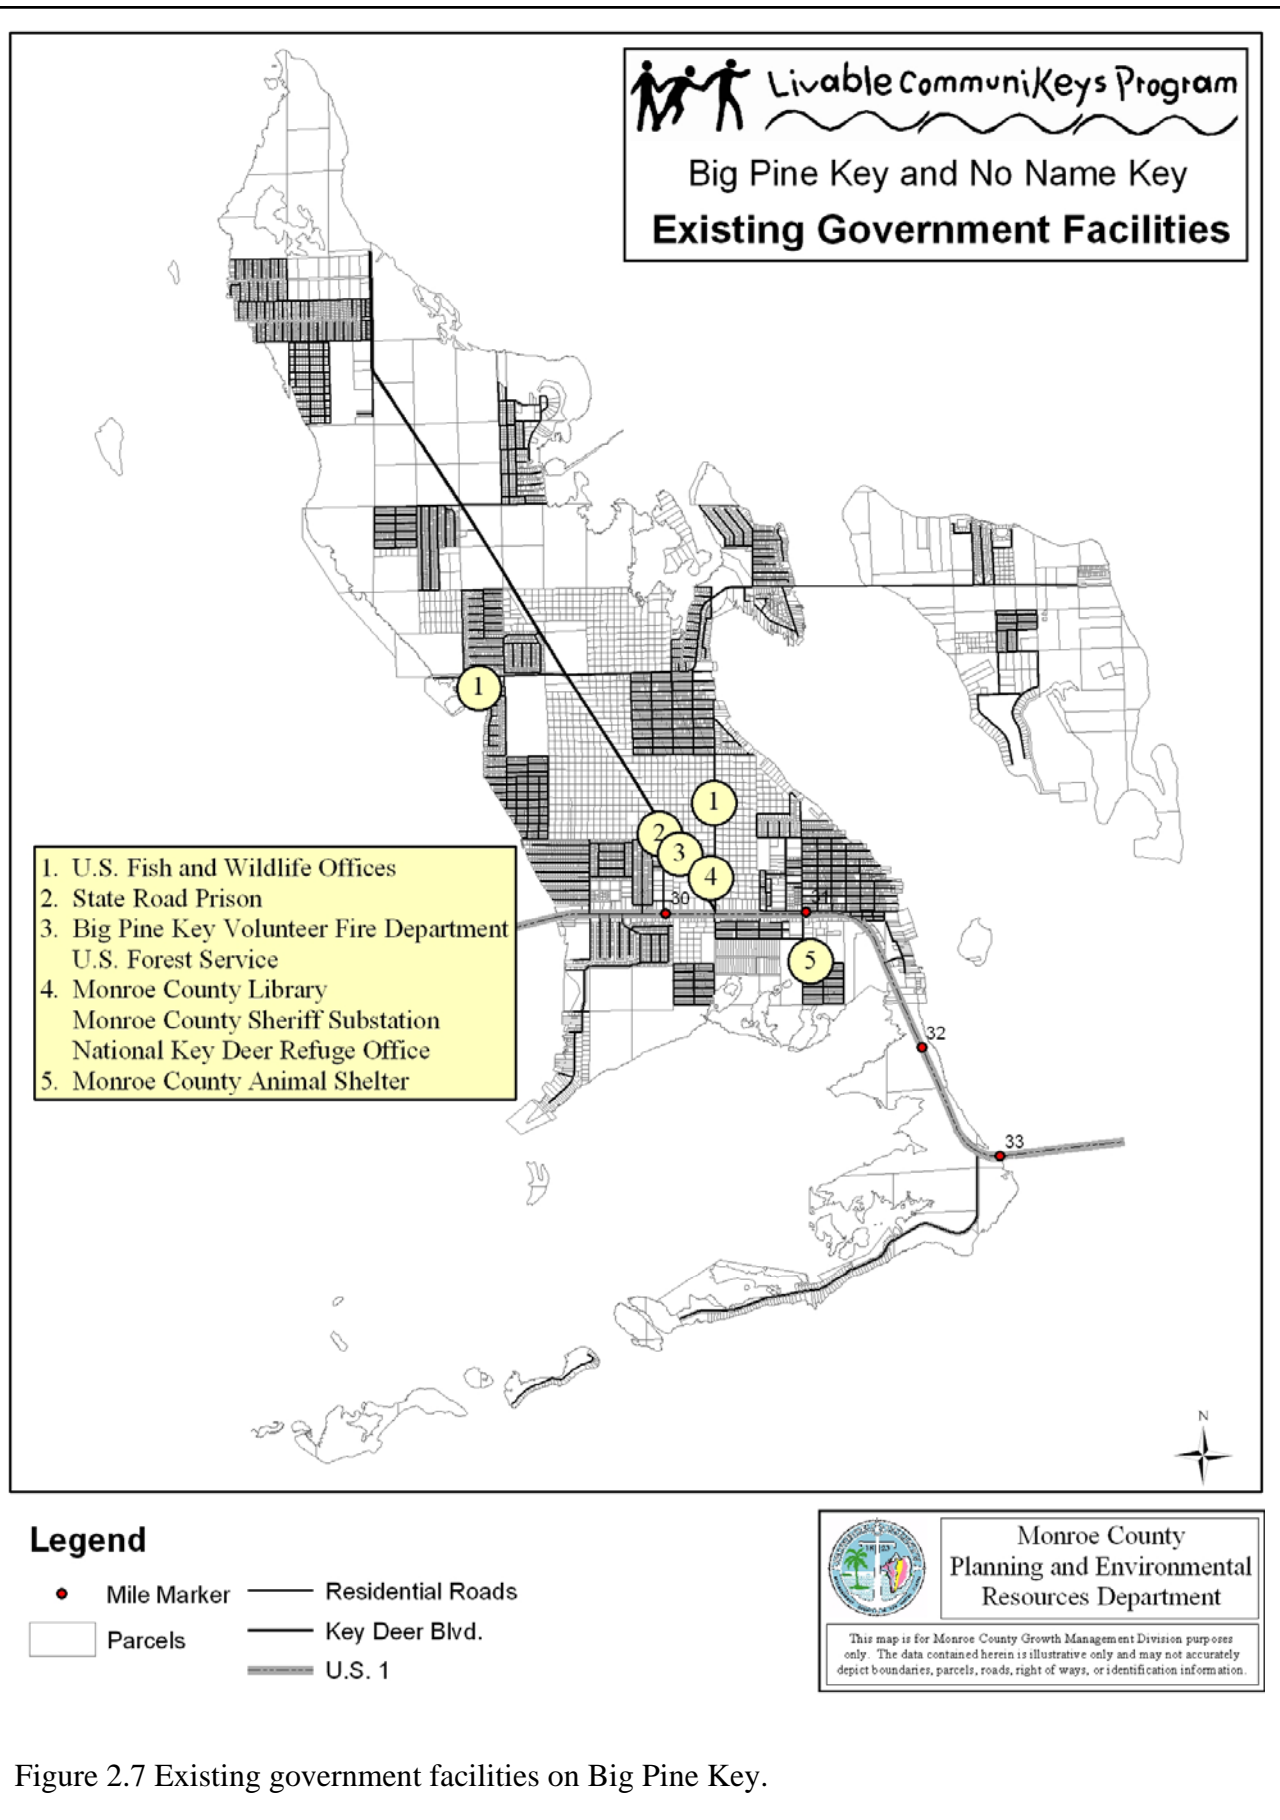 Livable CommuniKeys Program
Big Pine Key and No Name Key
Existing Government Facilities
1
1
2
3
4
30
31
5
1. U.S. Fish and Wildlife Offices
2. State Road Prison
3. Big Pine Key Volunteer Fire Department
U.S. Forest Service
4. Monroe County Library
Monroe County Sheriff Substation
National Key Deer Refuge Office
5. Monroe County Animal Shelter
32
33
N
Legend
Mile Marker
Parcels
Residential Roads
Key Deer Blvd.
U.S. 1
Monroe County
Planning and Environmental
Resources Department
This map is for Monroe County Growth Management Division purposes
only. The data contained herein is illustrative only and may not accurately
depict boundaries, parcels, roads, right of ways, or identification information.
Figure 2.7 Existing government facilities on Big Pine Key.